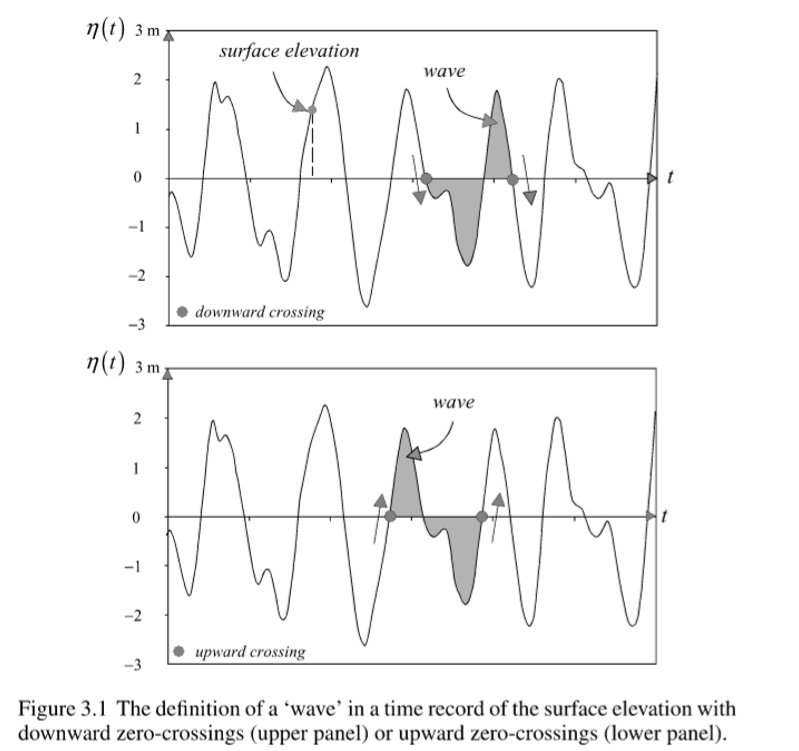 η(t) 3 m
surface elevation
wave
2
1
0
t
−1
−2
downward crossing
−3
η(t) 3 m
wave
2
1
0
t
−1
−2
upward crossing
−3
Figure 3.1 The definition of a ‘wave’ in a time record of the surface elevation with
downward zero-crossings (upper panel) or upward zero-crossings (lower panel).